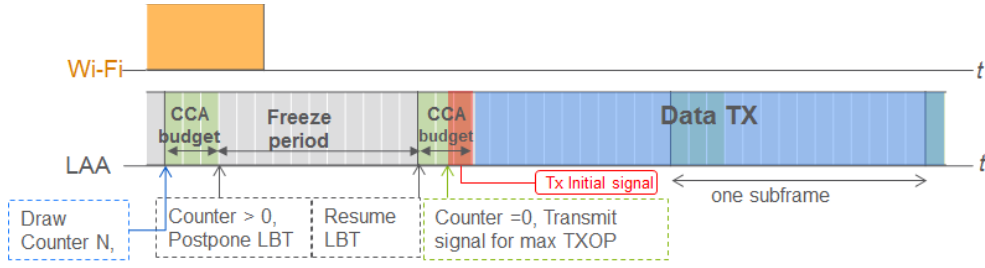 Wi-Fi
t
CCA
budget
Freeze
period
CCA
budget
Data TX
LAA
t
Tx Initial signal
one subframe
Draw
Counter N,
Counter > 0,
Postpone LBT
Resume
LBT
Counter =0, Transmit
signal for max TXOP